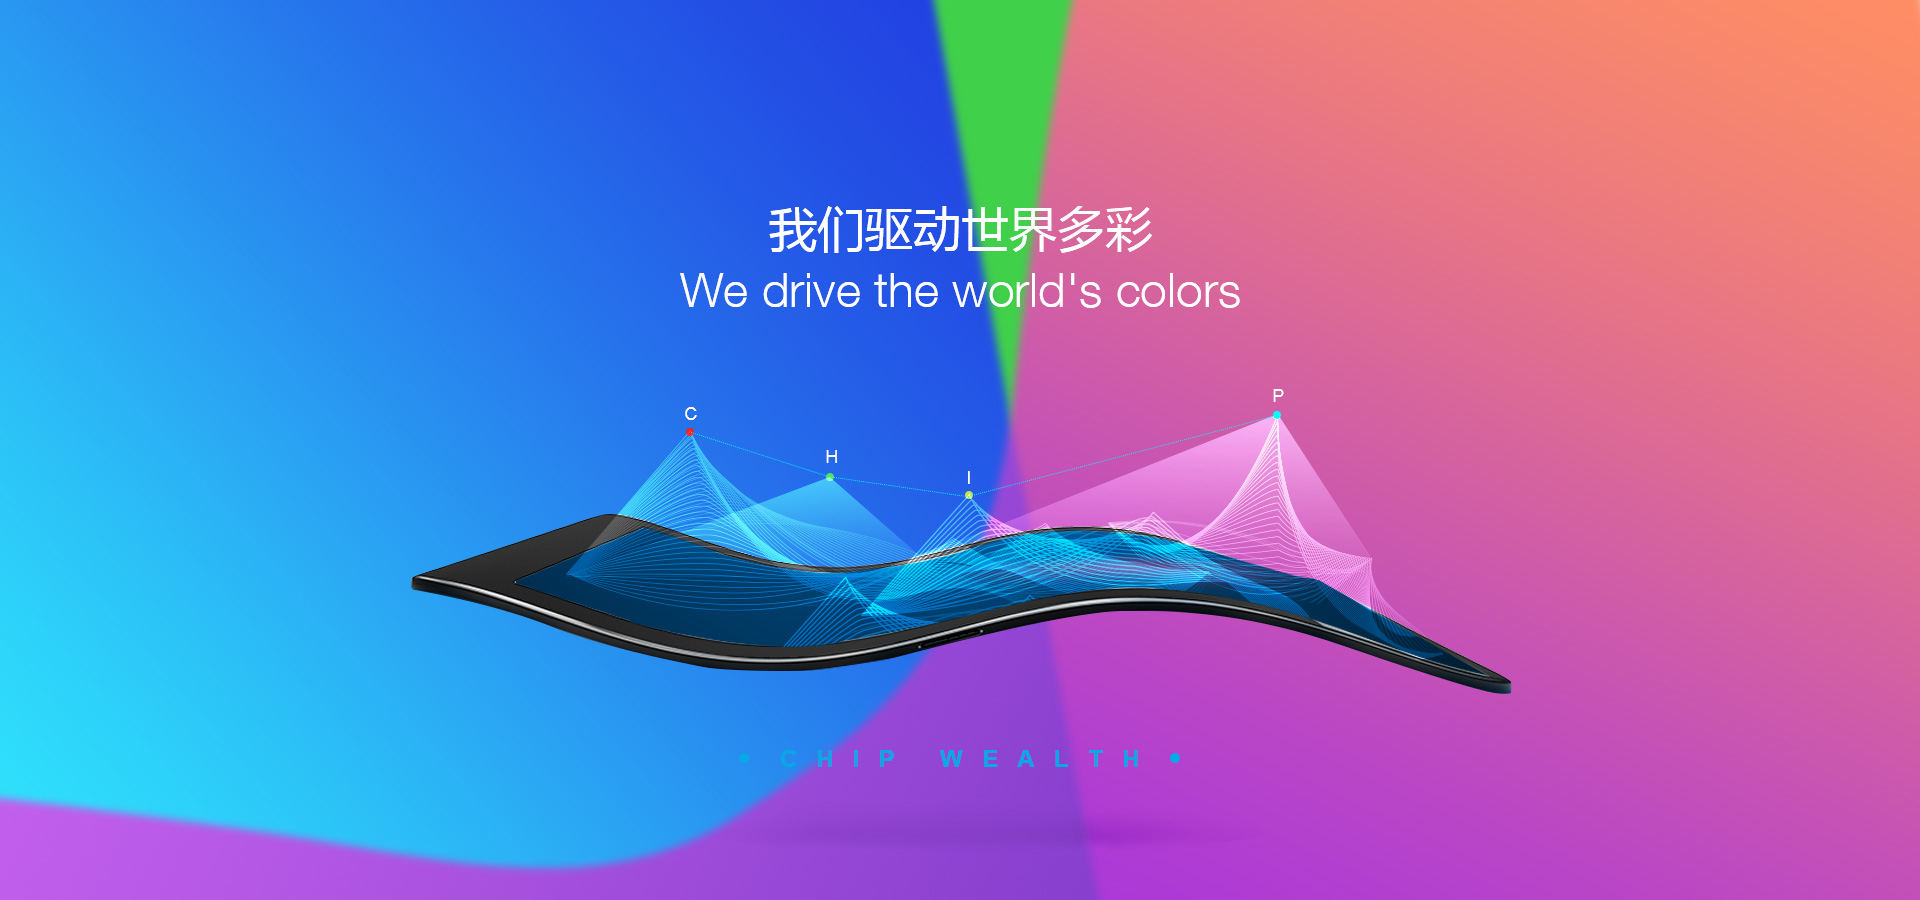 我们驱动世界多彩
We drive the world's colors
P
C
H
I
• CHIP WEALTH •